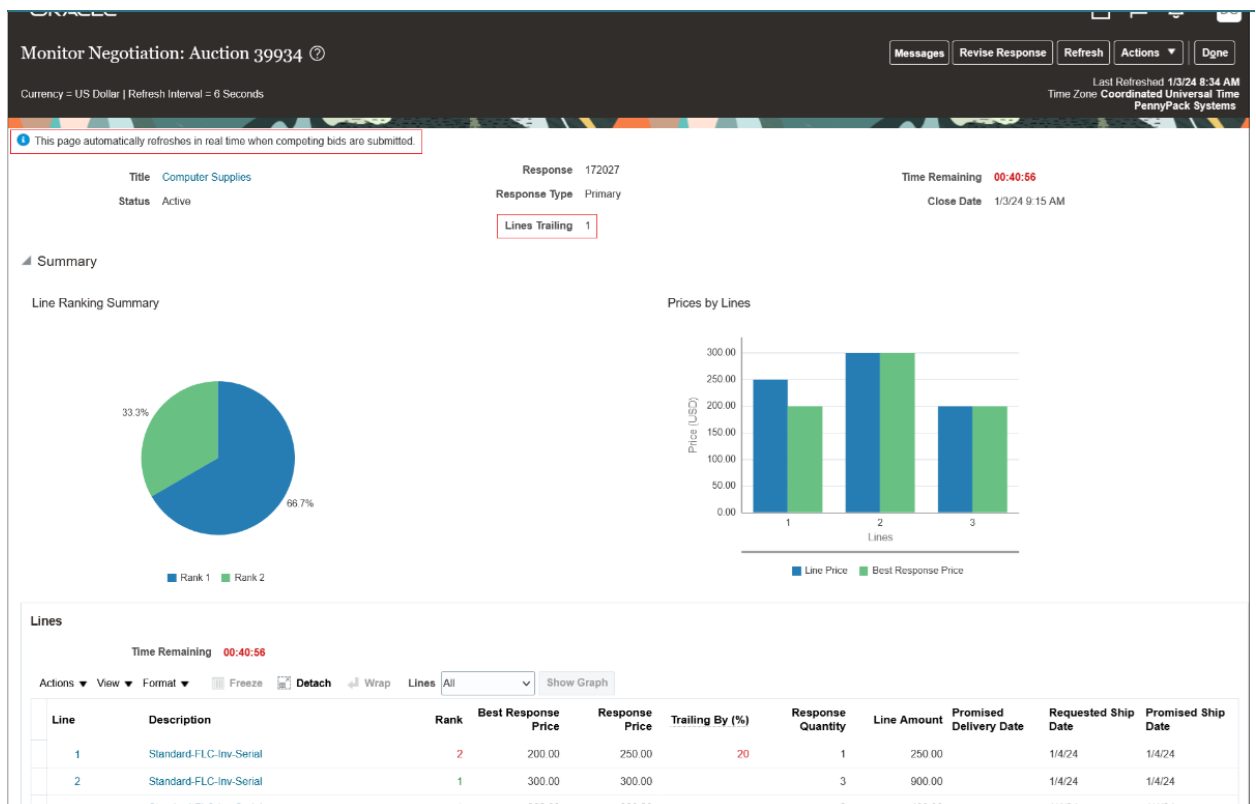 ORACLE
Monitor Negotiation: Auction 39934
Messages Revise Response Refresh Actions Done
Currency = US Dollar | Refresh Interval = 6 Seconds
Last Refreshed 1/3/24 8:34 AM
Time Zone Coordinated Universal Time
PennyPack Systems
This page automatically refreshes in real time when competing bids are submitted.
Title Computer Supplies
Status Active
Response 172027
Response Type Primary
Lines Trailing 1
Time Remaining 00:40:56
Close Date 1/3/24 9:15 AM
Summary
Line Ranking Summary
33.3%
66.7%
Rank 1 Rank 2
Prices by Lines
Price (USD)
300.00
250.00
200.00
150.00
100.00
50.00
0.00
1 2 3
Lines
Line Price Best Response Price
Lines
Time Remaining 00:40:56
Actions View Format Freeze Detach Wrap Lines All Show Graph
Line Description Rank Best Response Price Response Price Trailing By (%) Response Quantity Line Amount Promised Delivery Date Requested Ship Date Promised Ship Date
1 Standard-FLC-Inv-Serial 2 200.00 250.00 20 1 250.00 1/4/24 1/4/24
2 Standard-FLC-Inv-Serial 1 300.00 300.00 3 900.00 1/4/24 1/4/24